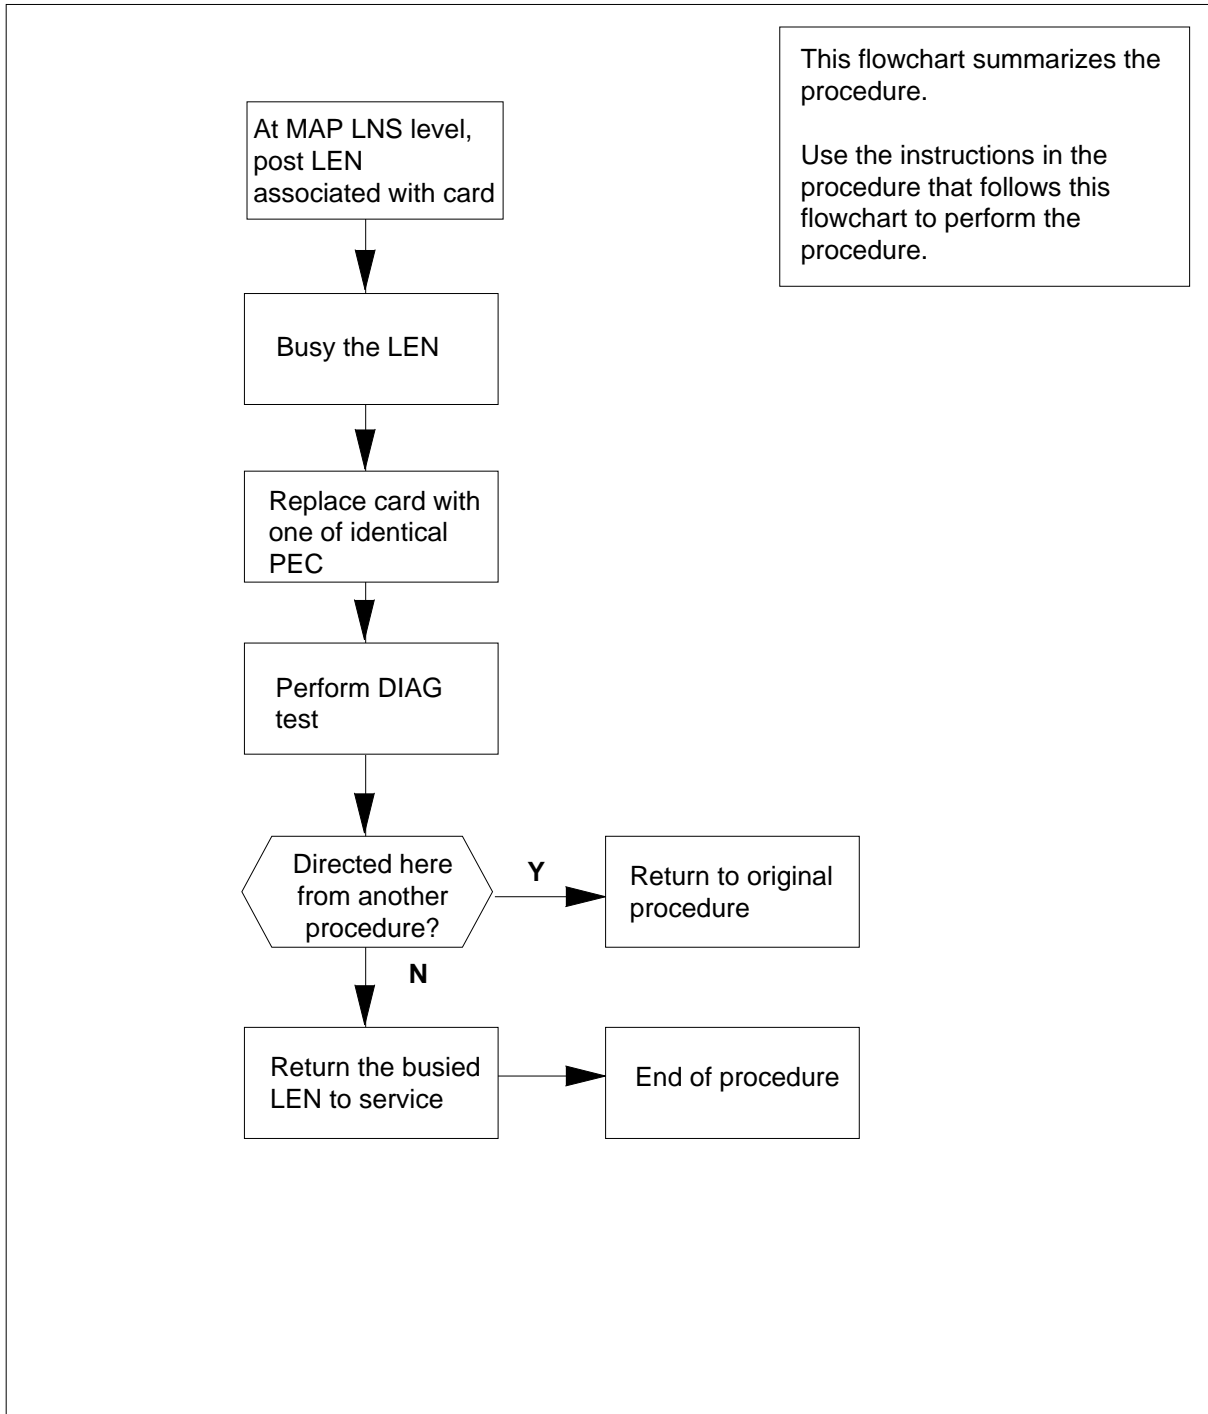 This flowchart summarizes the
procedure.
Use the instructions in the
procedure that follows this
flowchart to perform the
procedure.
At MAP LNS level,
post LEN
associated with card
Busy the LEN
Replace card with
one of identical
PEC
Perform DIAG
test
Directed here
from another
procedure?
Y
Return to original
procedure
N
Return the busied
LEN to service
End of procedure